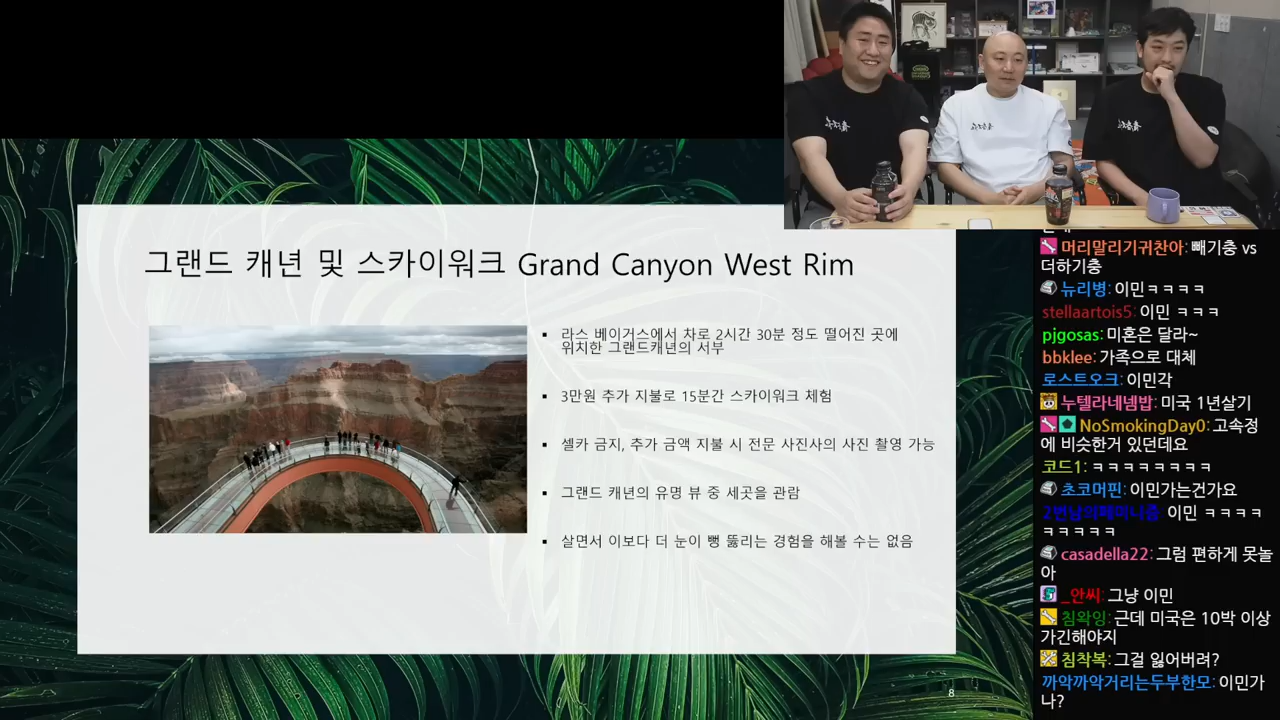 그랜드 캐년 및 스카이워크 Grand Canyon West Rim
▪ 라스 베이거스에서 차로 2시간 30분 정도 떨어진 곳에
위치한 그랜드캐년의 서부
▪ 3만원 추가 지불로 15분간 스카이워크 체험
▪ 셀카 금지, 추가 금액 지불 시 전문 사진사의 사진 촬영 가능
▪ 그랜드 캐년의 유명 뷰 중 세곳을 관람
▪ 살면서 이보다 더 눈이 뻥 뚫리는 경험을 해볼 수는 없음
8
머리말리기귀찬아: 빼기충 vs
더하기충
뉴리병: 이민ㅋㅋㅋㅋ
stellaartois5: 이민 ㅋㅋㅋ
pjgosas: 미혼은 달라~
bbklee: 가족으로 대체
로스트오크: 이민각
누텔라네넴밥: 미국 1년살기
NoSmokingDay0: 고속정
에 비슷한거 있던데요
코드1: ㅋㅋㅋㅋㅋㅋㅋㅋ
초코머핀: 이민가는건가요
2번남의페미니즘: 이민 ㅋㅋㅋㅋ
ㅋㅋㅋㅋㅋ
casadella22: 그럼 편하게 못놀
아
_안씨: 그냥 이민
침왁잉: 근데 미국은 10박 이상
가긴해야지
침착복: 그걸 잃어버려?
까악까악거리는두부한모: 이민가
나?